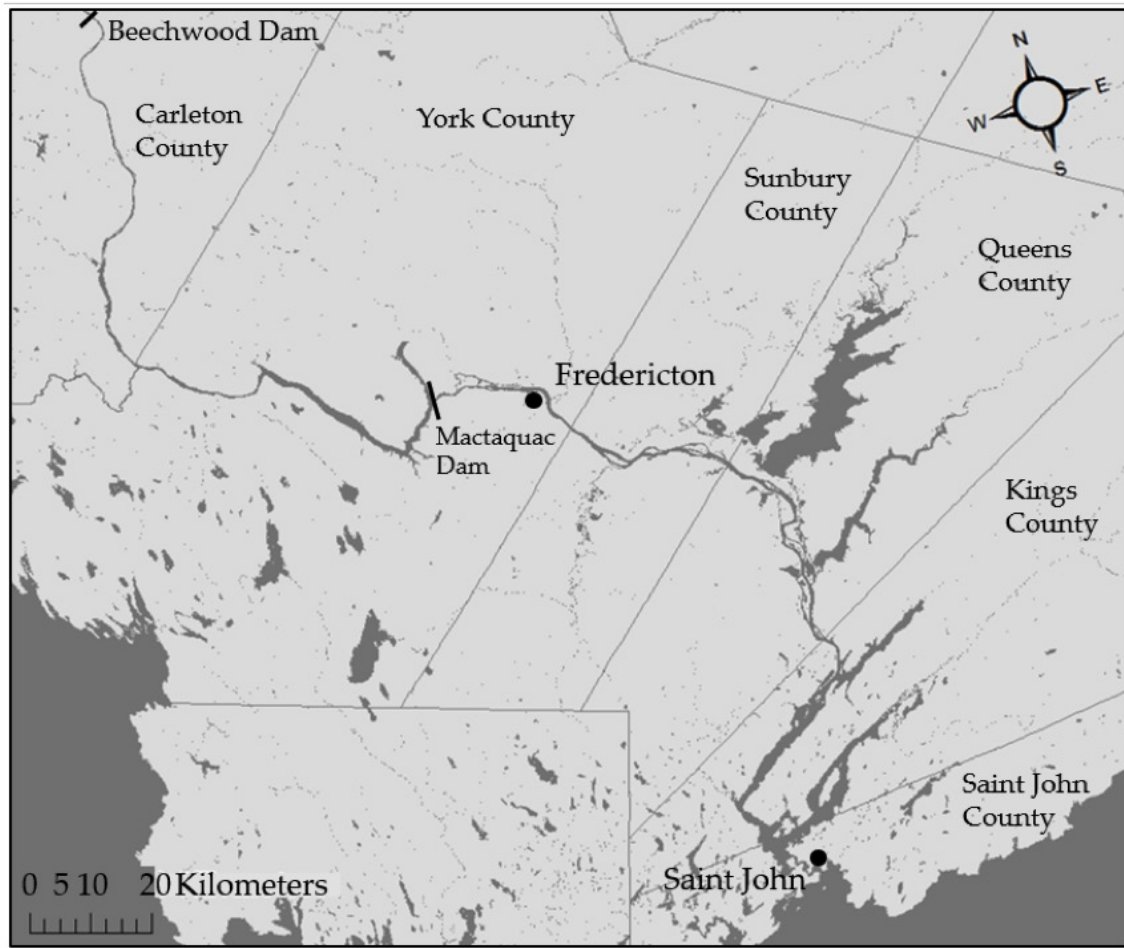 Beechwood Dam
Carleton
County
York County
Sunbury
County
Queens
County
N
E
W
S
Fredericton
Mactaquac
Dam
Kings
County
Saint John
County
Saint John
0 5 10 20 Kilometers